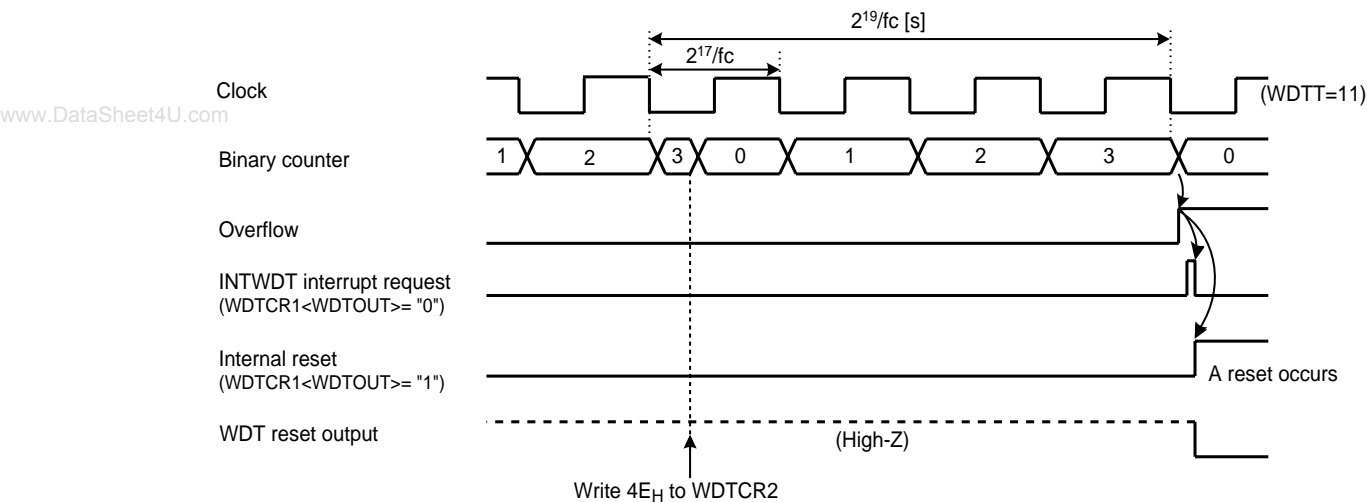 2¹⁹/fc [s]
2¹⁷/fc
Clock
(WDTT=11)
www.DataSheet4U.com
Binary counter
1 2 3 0 1 2 3 0
Overflow
INTWDT interrupt request
(WDTCR1<WDTOUT>= "0")
Internal reset
(WDTCR1<WDTOUT>= "1")
A reset occurs
WDT reset output
(High-Z)
Write 4E_H to WDTCR2